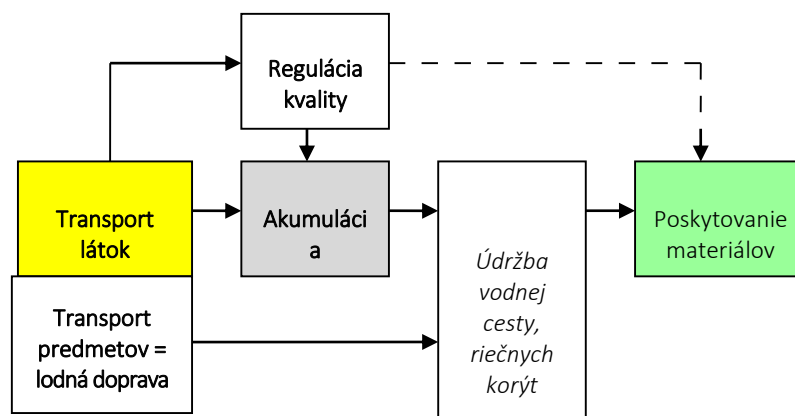 Regulácia
kvality
Transport
látok
Akumuláci
a
Údržba
vodnej
cesty,
riečnych
korýt
Poskytovanie
materiálov
Transport
predmetov =
lodná doprava